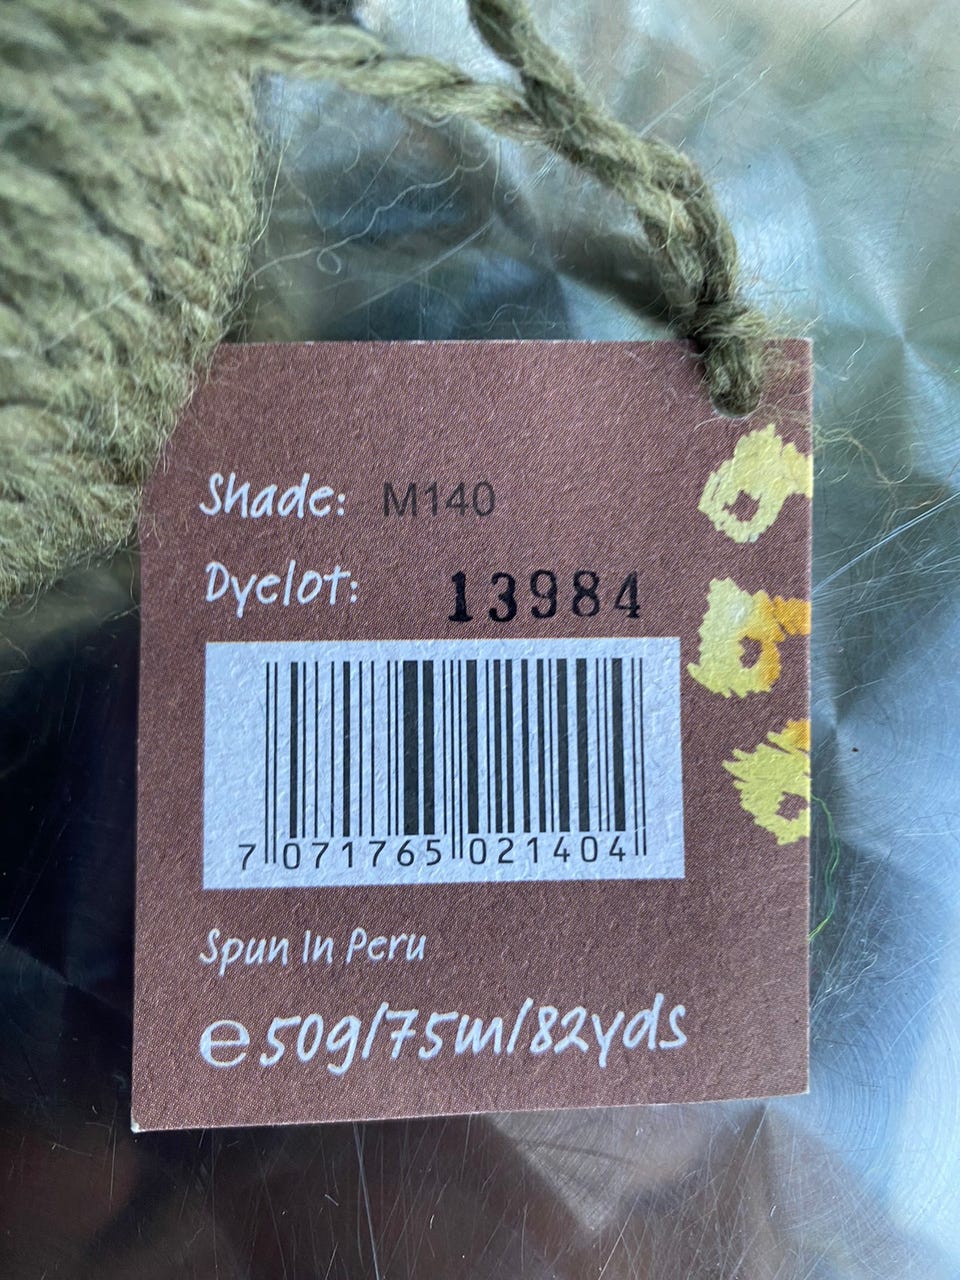 Shade: M140
Dyelot: 13984
7 071765 021404
Spun In Peru
℮50g/75m/82yds